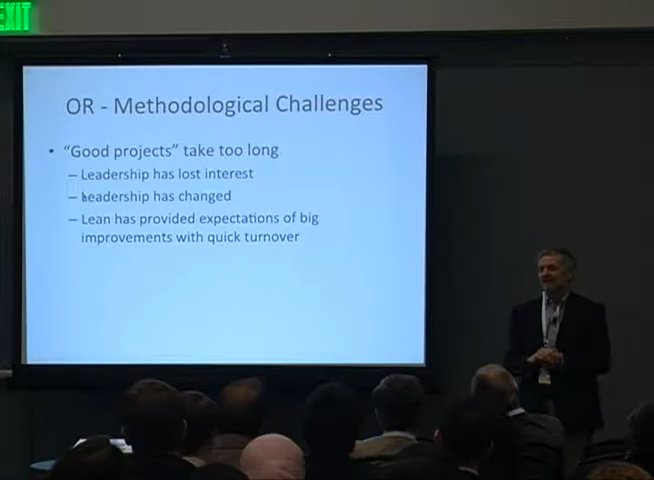 EXIT
OR - Methodological Challenges
• “Good projects” take too long
– Leadership has lost interest
– Leadership has changed
– Lean has provided expectations of big
improvements with quick turnover